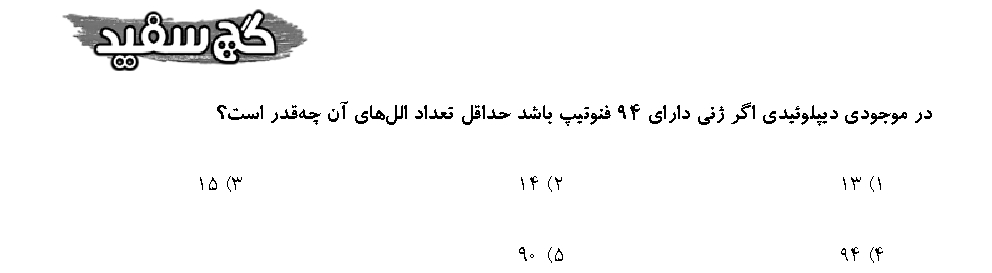 گچ سفید
در موجودی دیپلوئیدی اگر ژنی دارای ۹۴ فنوتیپ باشد حداقل تعداد الل‌های آن چه‌قدر است؟
۱) ۱۳ ۲) ۱۴ ۳) ۱۵
۴) ۹۴ ۵) ۹۰